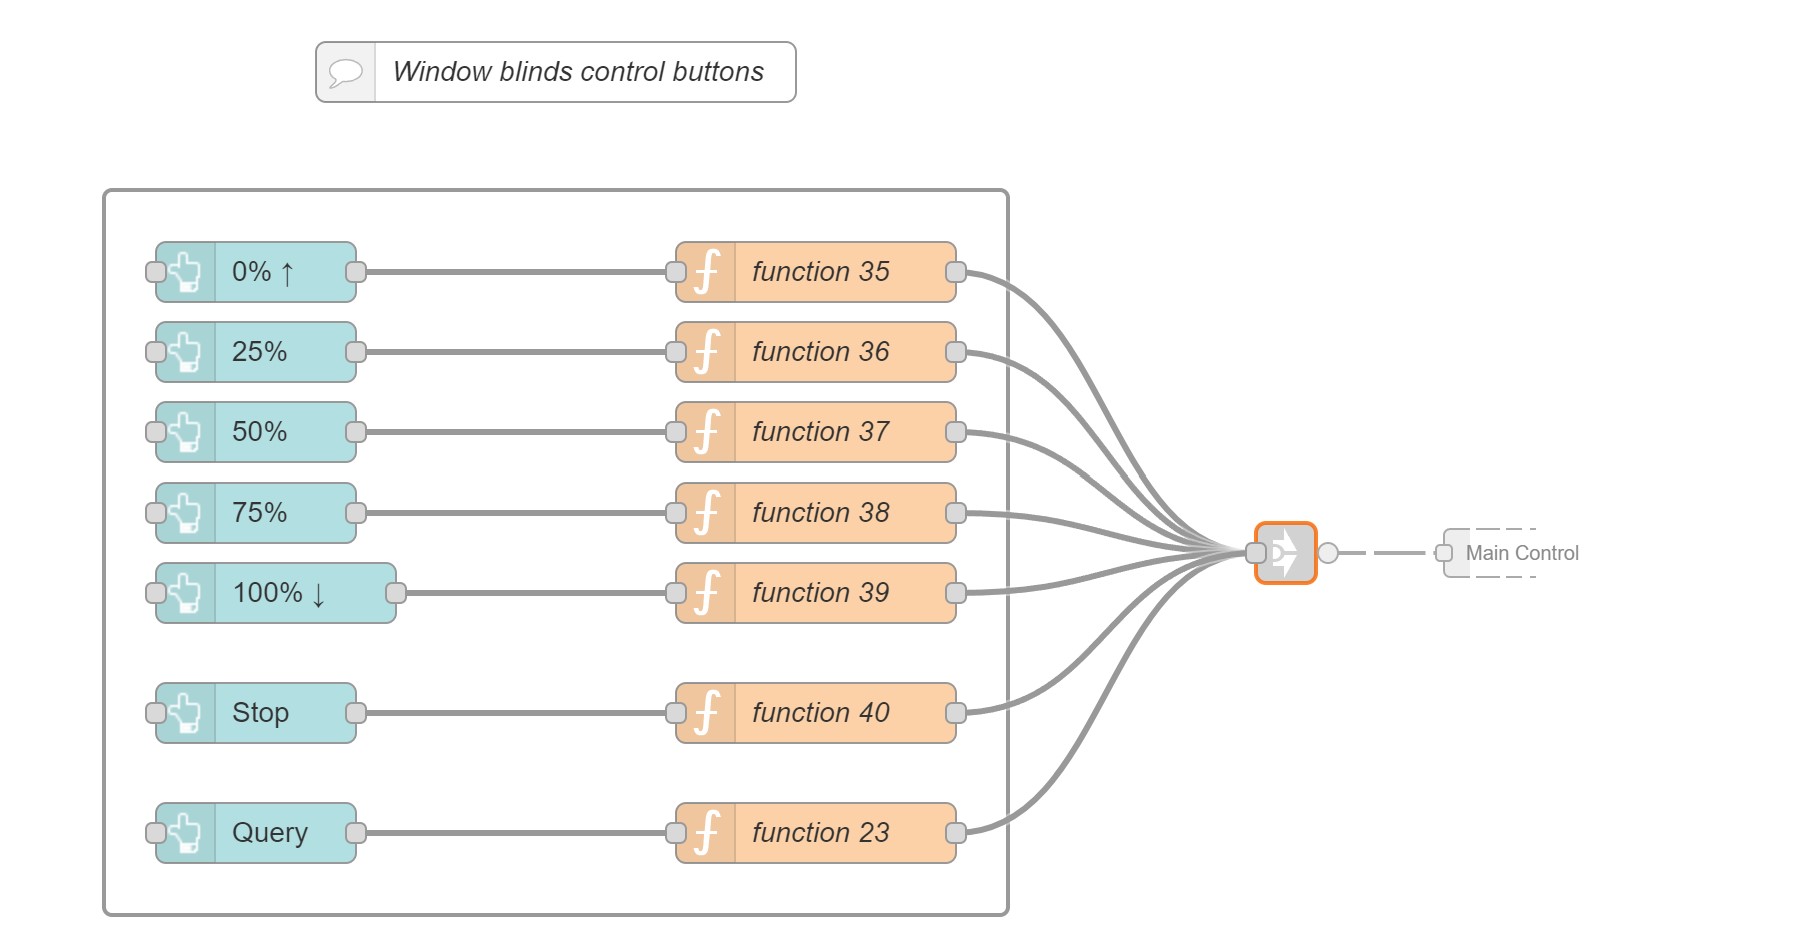 Window blinds control buttons
0% ↑
function 35
25%
function 36
50%
function 37
75%
function 38
100% ↓
function 39
Main Control
Stop
function 40
Query
function 23